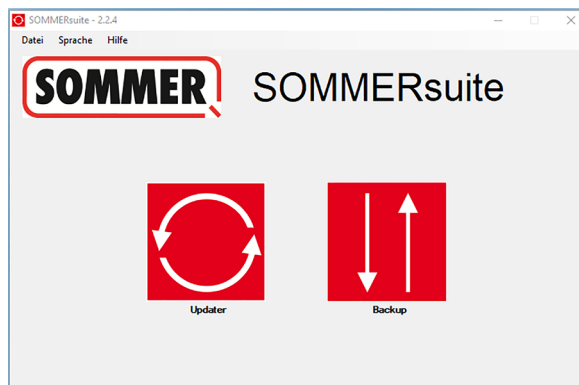 SOMMERsuite - 2.2.4
Datei Sprache Hilfe
SOMMER SOMMERsuite
Updater Backup